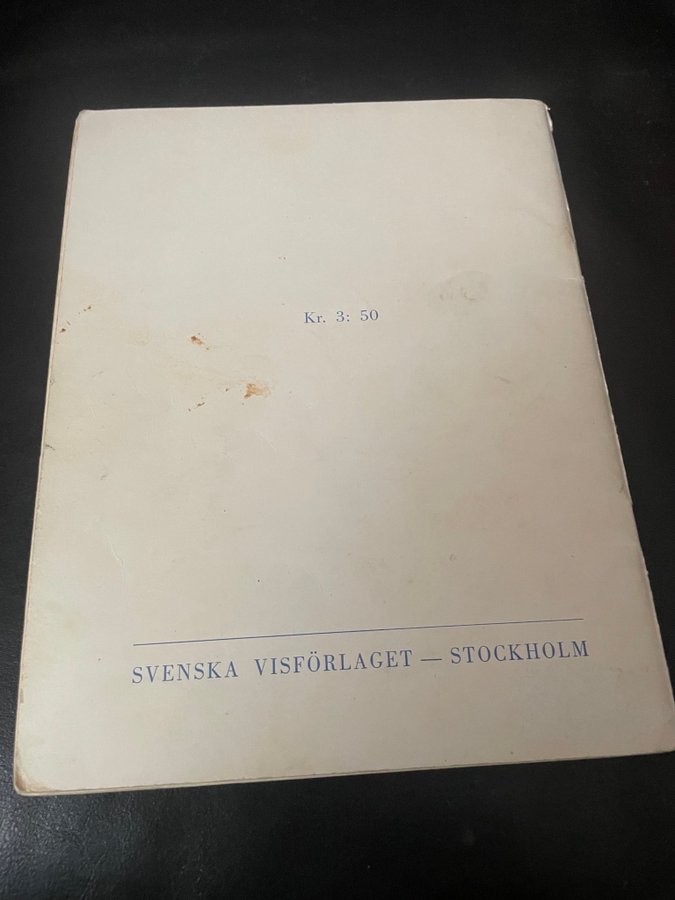 Kr. 3: 50
SVENSKA VISFÖRLAGET — STOCKHOLM